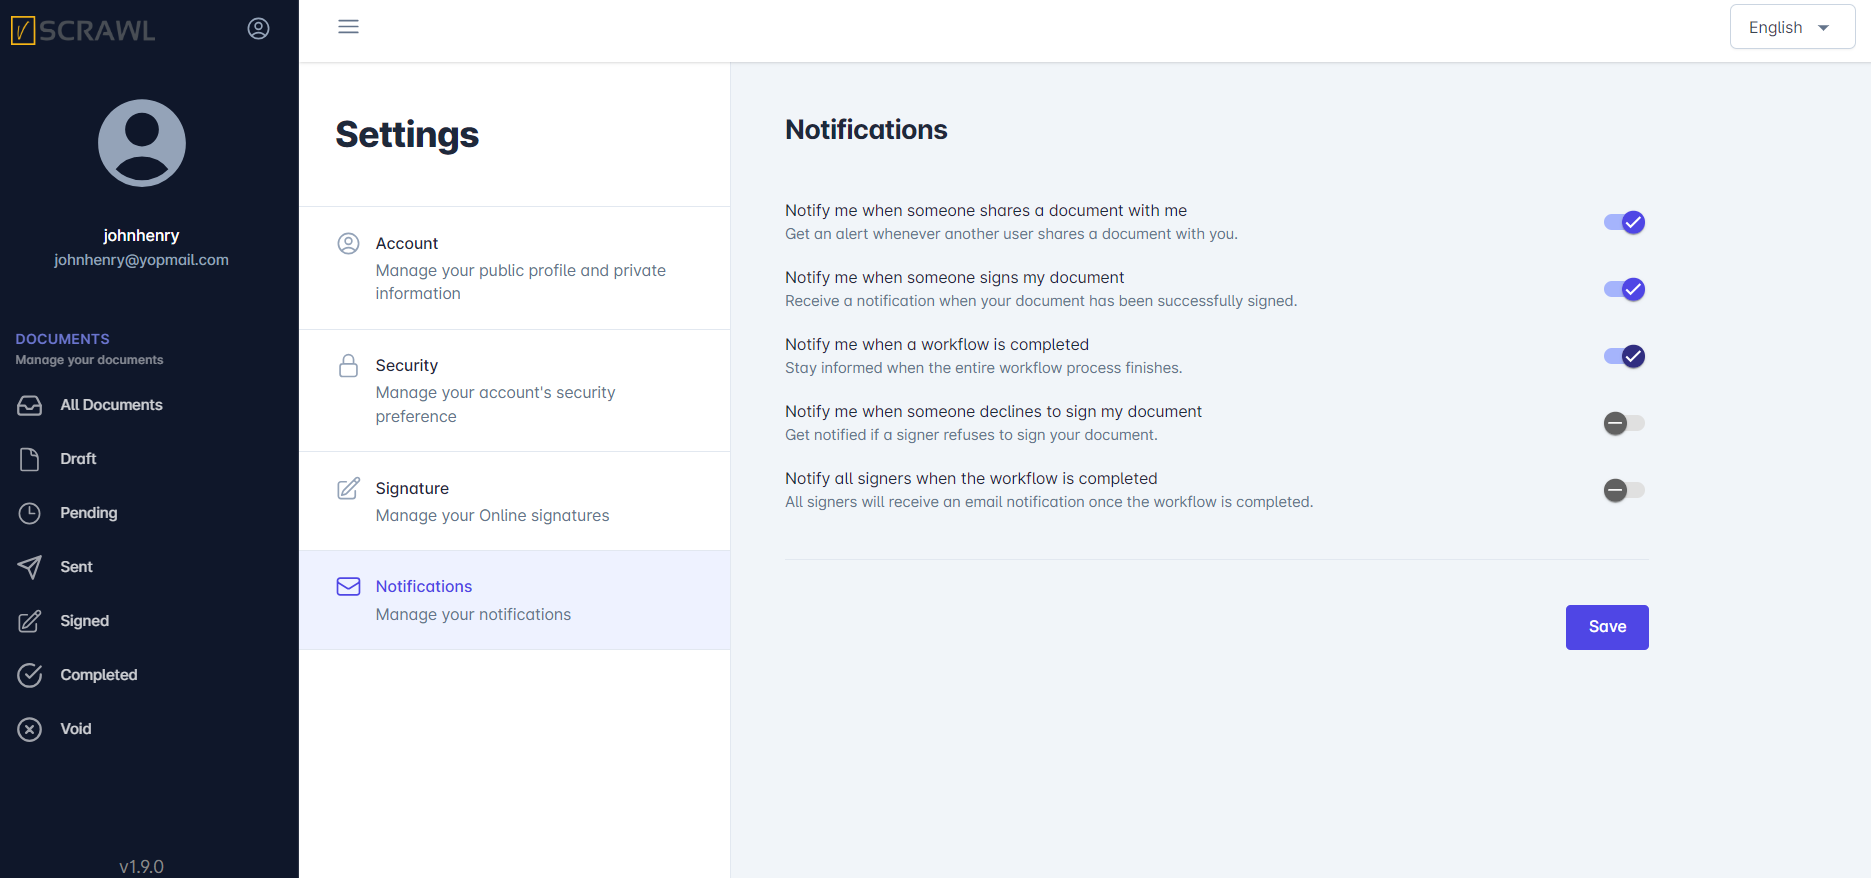 SCRAWL
johnhenry
johnhenry@yopmail.com
DOCUMENTS
Manage your documents
All Documents
Draft
Pending
Sent
Signed
Completed
Void
v1.9.0
English
Settings
Account
Manage your public profile and private
information
Security
Manage your account's security
preference
Signature
Manage your Online signatures
Notifications
Manage your notifications
Notifications
Notify me when someone shares a document with me
Get an alert whenever another user shares a document with you.
Notify me when someone signs my document
Receive a notification when your document has been successfully signed.
Notify me when a workflow is completed
Stay informed when the entire workflow process finishes.
Notify me when someone declines to sign my document
Get notified if a signer refuses to sign your document.
Notify all signers when the workflow is completed
All signers will receive an email notification once the workflow is completed.
Save